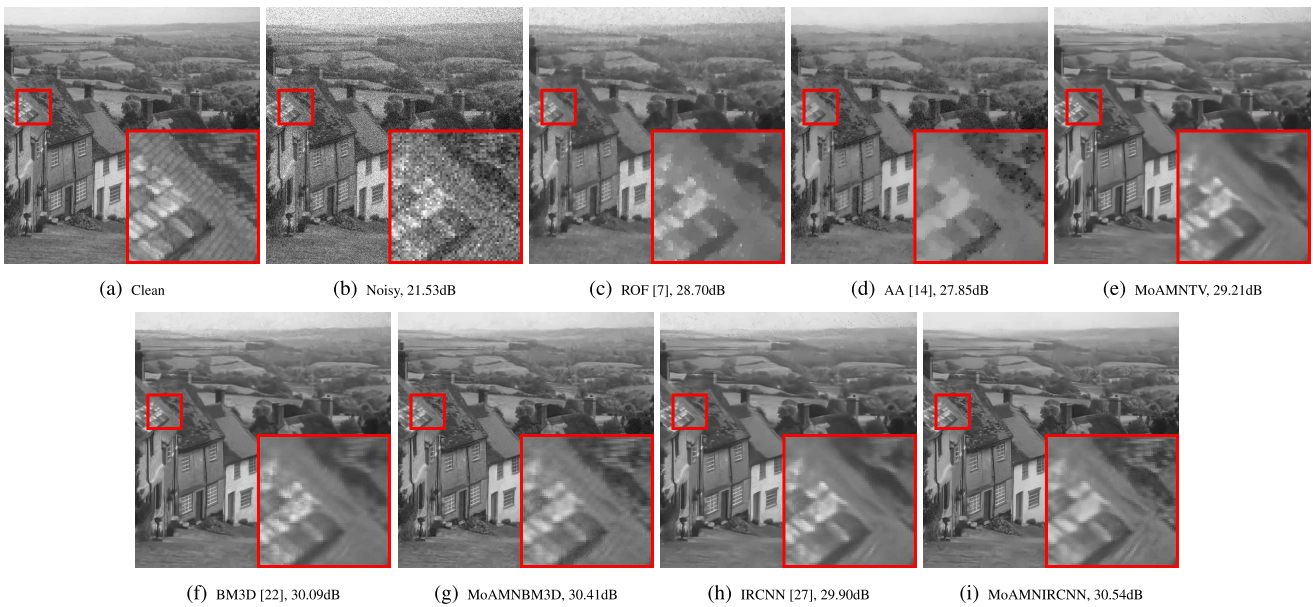 (a) Clean
(b) Noisy, 21.53dB
(c) ROF [7], 28.70dB
(d) AA [14], 27.85dB
(e) MoAMNTV, 29.21dB
(f) BM3D [22], 30.09dB
(g) MoAMNBM3D, 30.41dB
(h) IRCNN [27], 29.90dB
(i) MoAMNIRCNN, 30.54dB